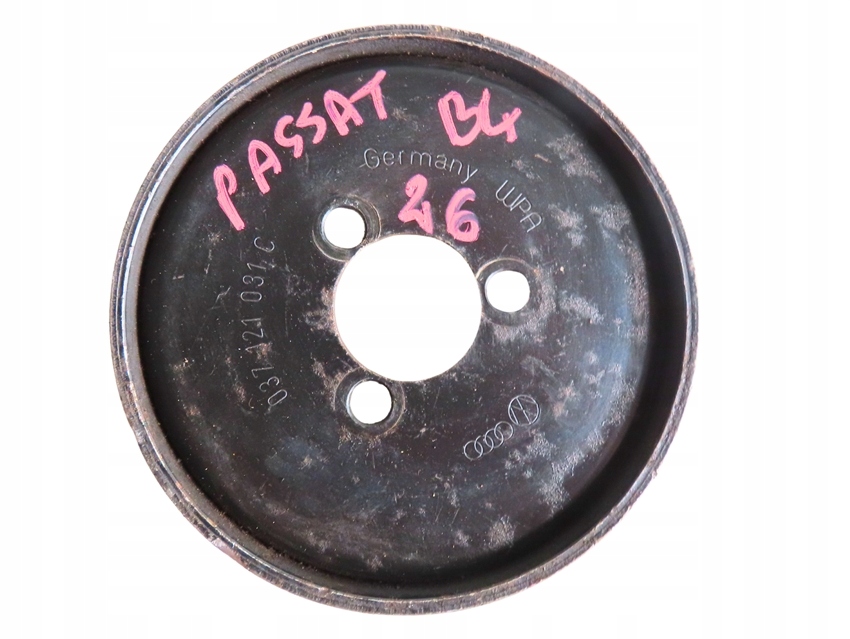 PASSAT B4
Germany WPA
26
037 121 031 C